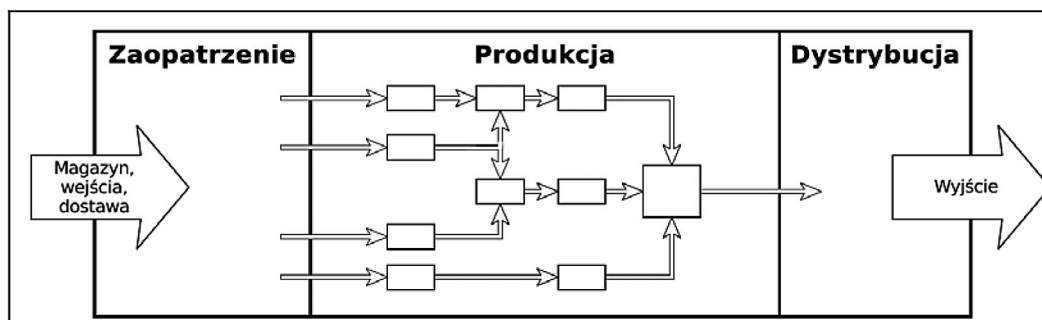 Zaopatrzenie
Produkcja
Dystrybucja
Magazyn,
wejścia,
dostawa
Wyjście